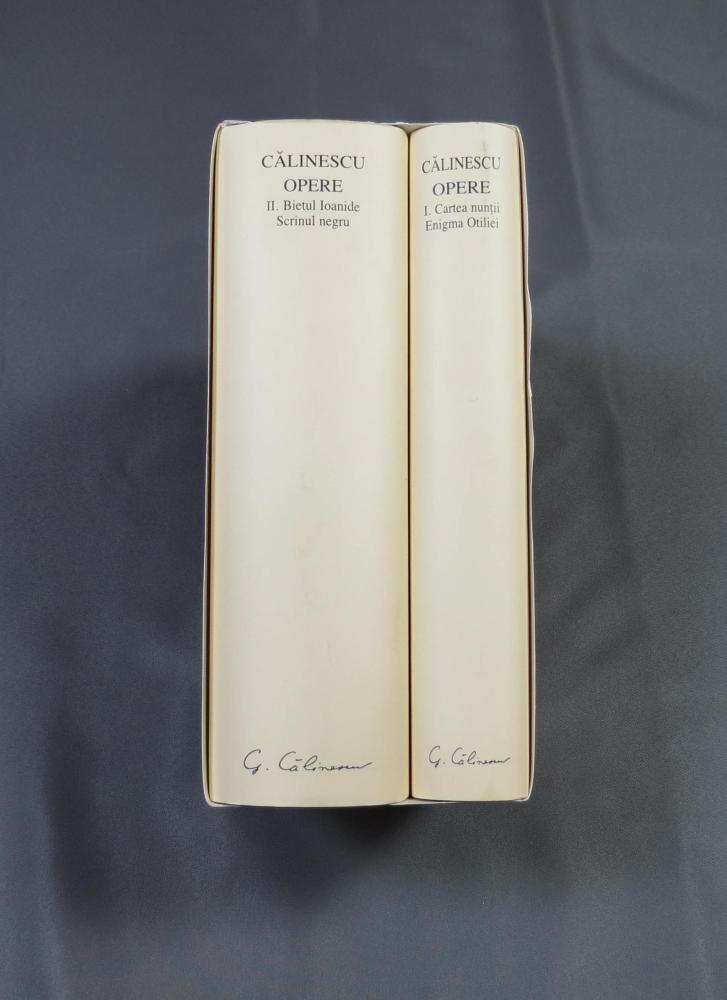 CĂLINESCU
OPERE
II. Bietul Ioanide
Scrinul negru
G. Călinescu
CĂLINESCU
OPERE
I. Cartea nunții
Enigma Otiliei
G. Călinescu